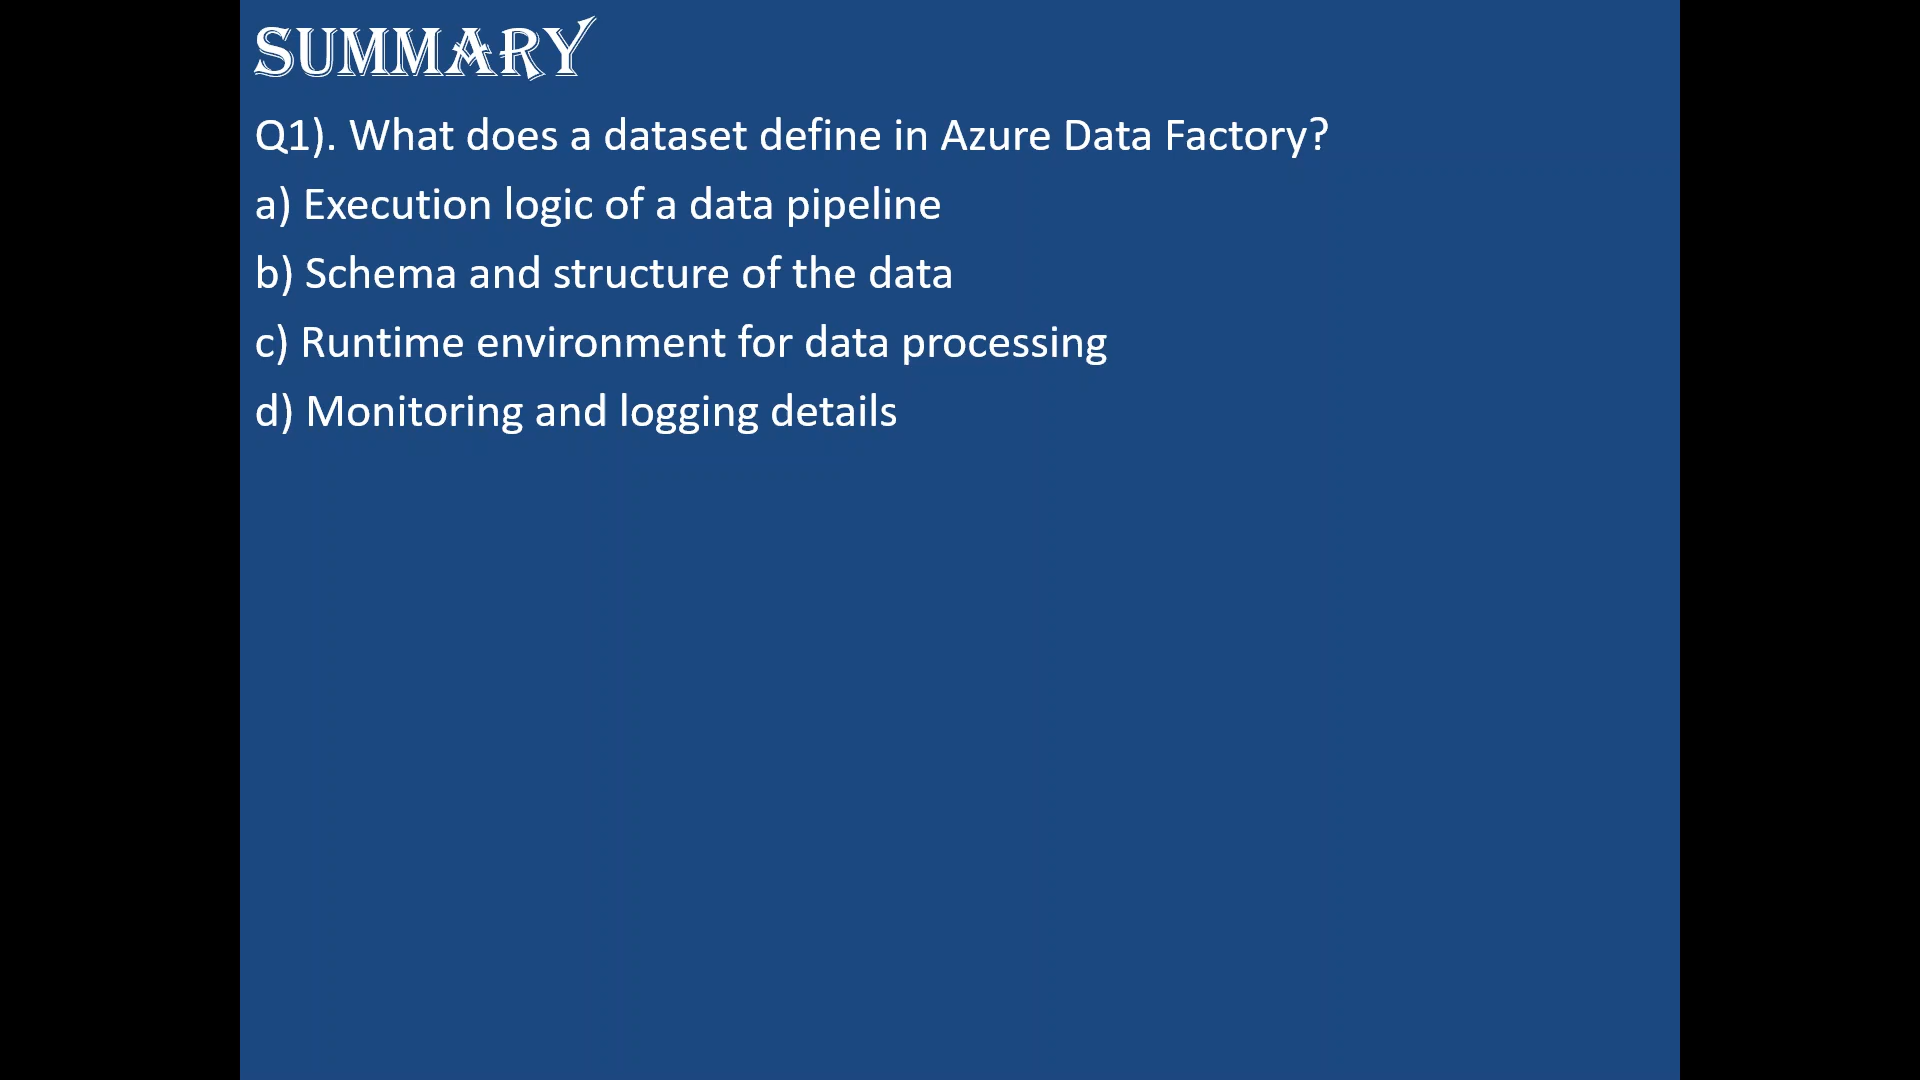 SUMMARY
Q1). What does a dataset define in Azure Data Factory?
a) Execution logic of a data pipeline
b) Schema and structure of the data
c) Runtime environment for data processing
d) Monitoring and logging details